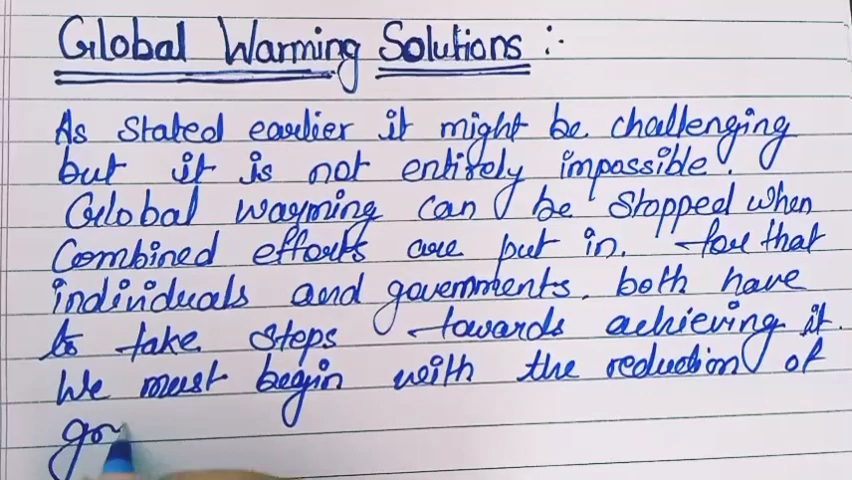 Global Warming Solutions :-
As stated earlier it might be challenging
but it is not entirely impossible.
Global warming can be stopped when
Combined efforts are put in. for that
individuals and governments. both have
to take steps towards achieving it.
We must begin with the reduction of